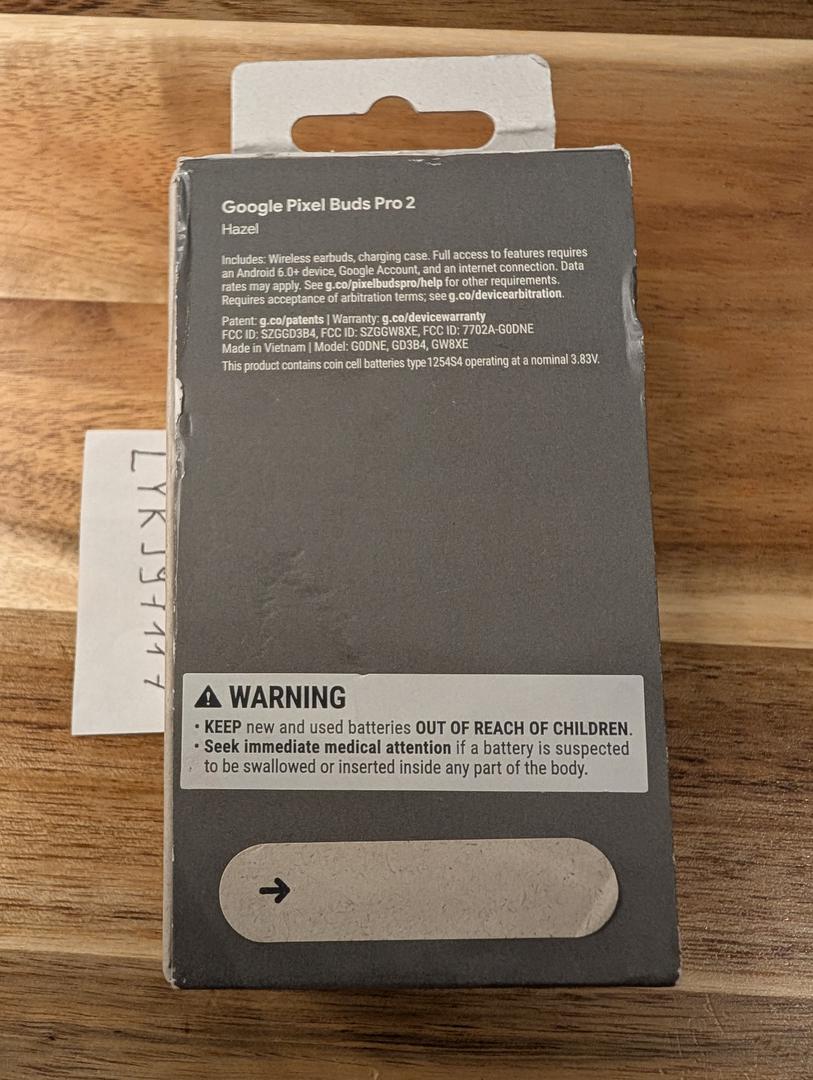 Google Pixel Buds Pro 2
Hazel
Includes: Wireless earbuds, charging case. Full access to features requires
an Android 6.0+ device, Google Account, and an internet connection. Data
rates may apply. See g.co/pixelbudspro/help for other requirements.
Requires acceptance of arbitration terms; see g.co/devicearbitration.
Patent: g.co/patents | Warranty: g.co/devicewarranty
FCC ID: SZGGD3B4, FCC ID: SZGGW8XE, FCC ID: 7702A-G0DNE
Made in Vietnam | Model: G0DNE, GD3B4, GW8XE
This product contains coin cell batteries type 1254S4 operating at a nominal 3.83V.
WARNING
• KEEP new and used batteries OUT OF REACH OF CHILDREN.
• Seek immediate medical attention if a battery is suspected
to be swallowed or inserted inside any part of the body.